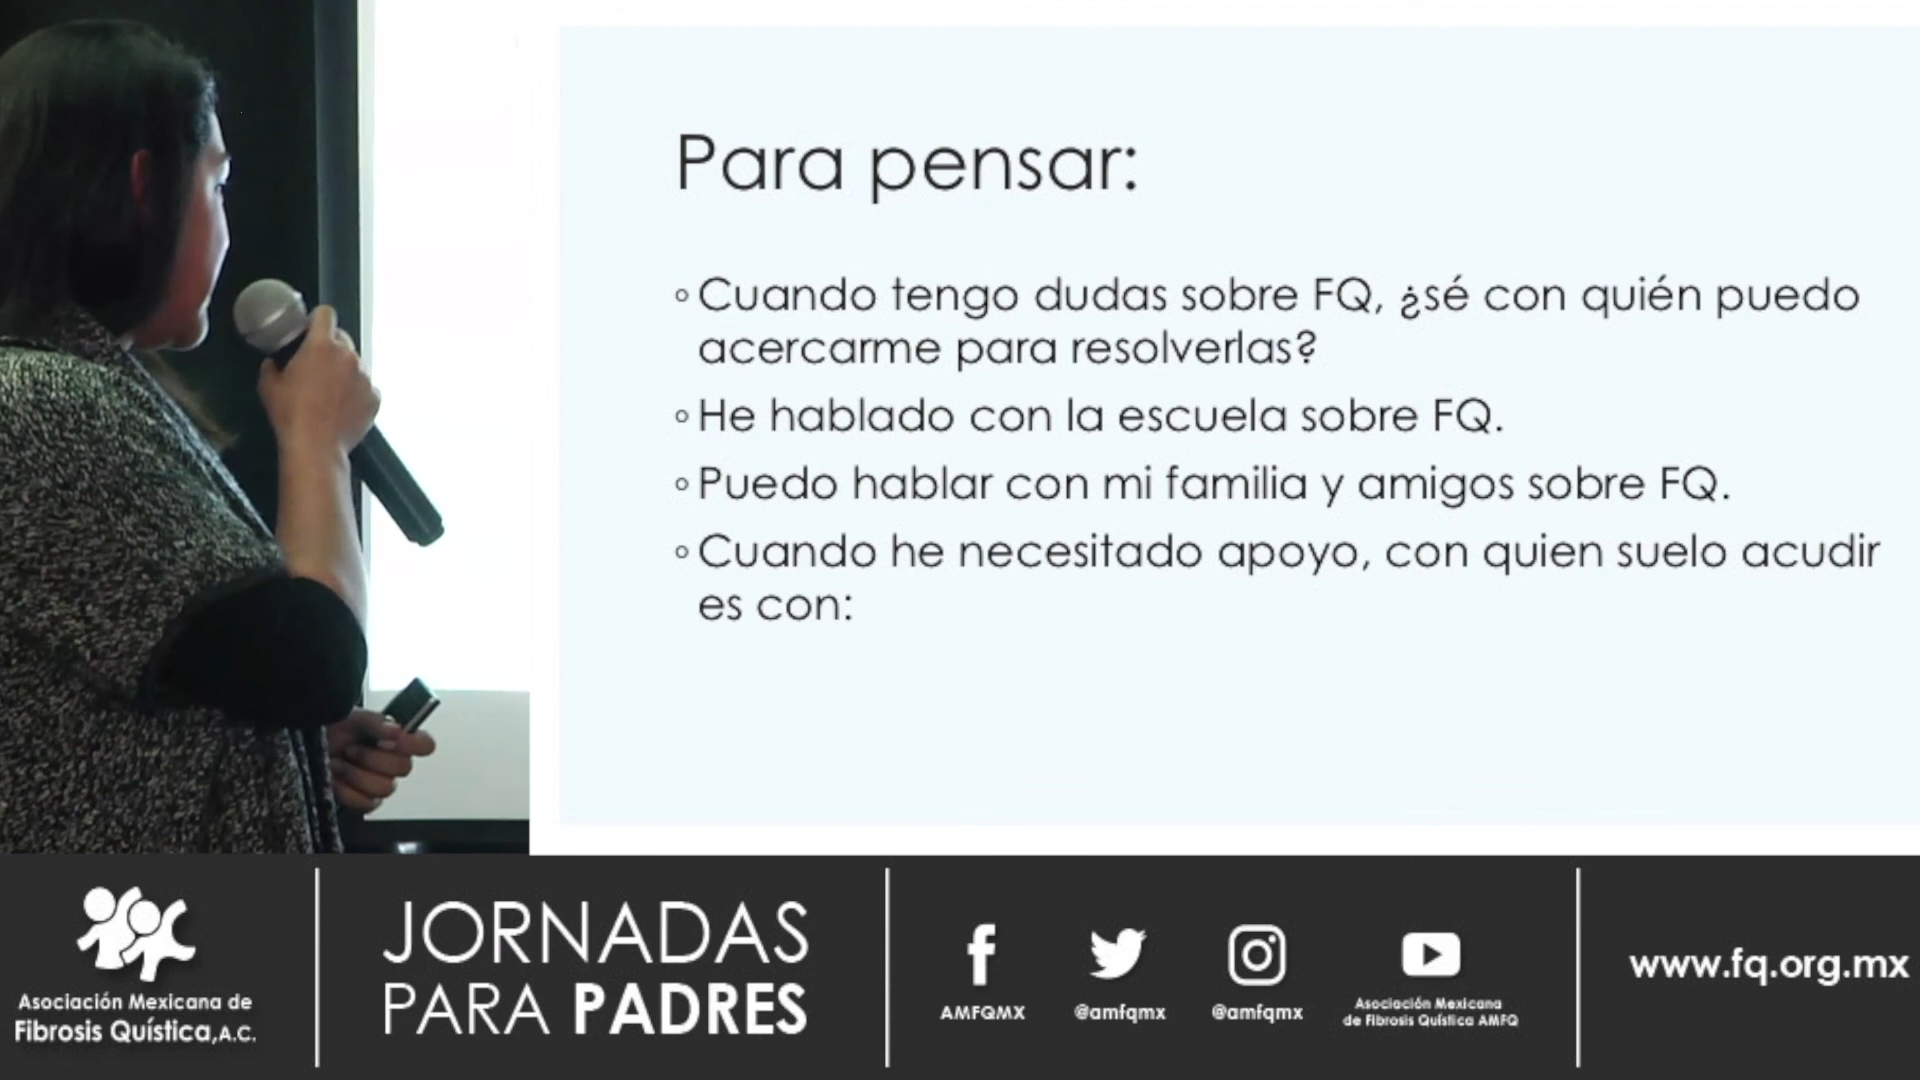 Para pensar:
◦ Cuando tengo dudas sobre FQ, ¿sé con quién puedo
acercarme para resolverlas?
◦ He hablado con la escuela sobre FQ.
◦ Puedo hablar con mi familia y amigos sobre FQ.
◦ Cuando he necesitado apoyo, con quien suelo acudir
es con:
Asociación Mexicana de
Fibrosis Quística,A.C.
JORNADAS
PARA PADRES
AMFQMX
@amfqmx
@amfqmx
Asociación Mexicana
de Fibrosis Quística AMFQ
www.fq.org.mx